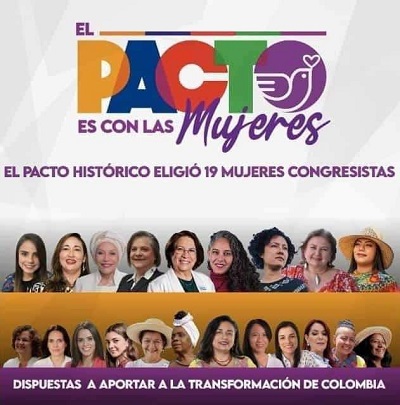 EL
PACTO
ES CON LAS Mujeres
EL PACTO HISTÓRICO ELIGIÓ 19 MUJERES CONGRESISTAS
DISPUESTAS A APORTAR A LA TRANSFORMACIÓN DE COLOMBIA